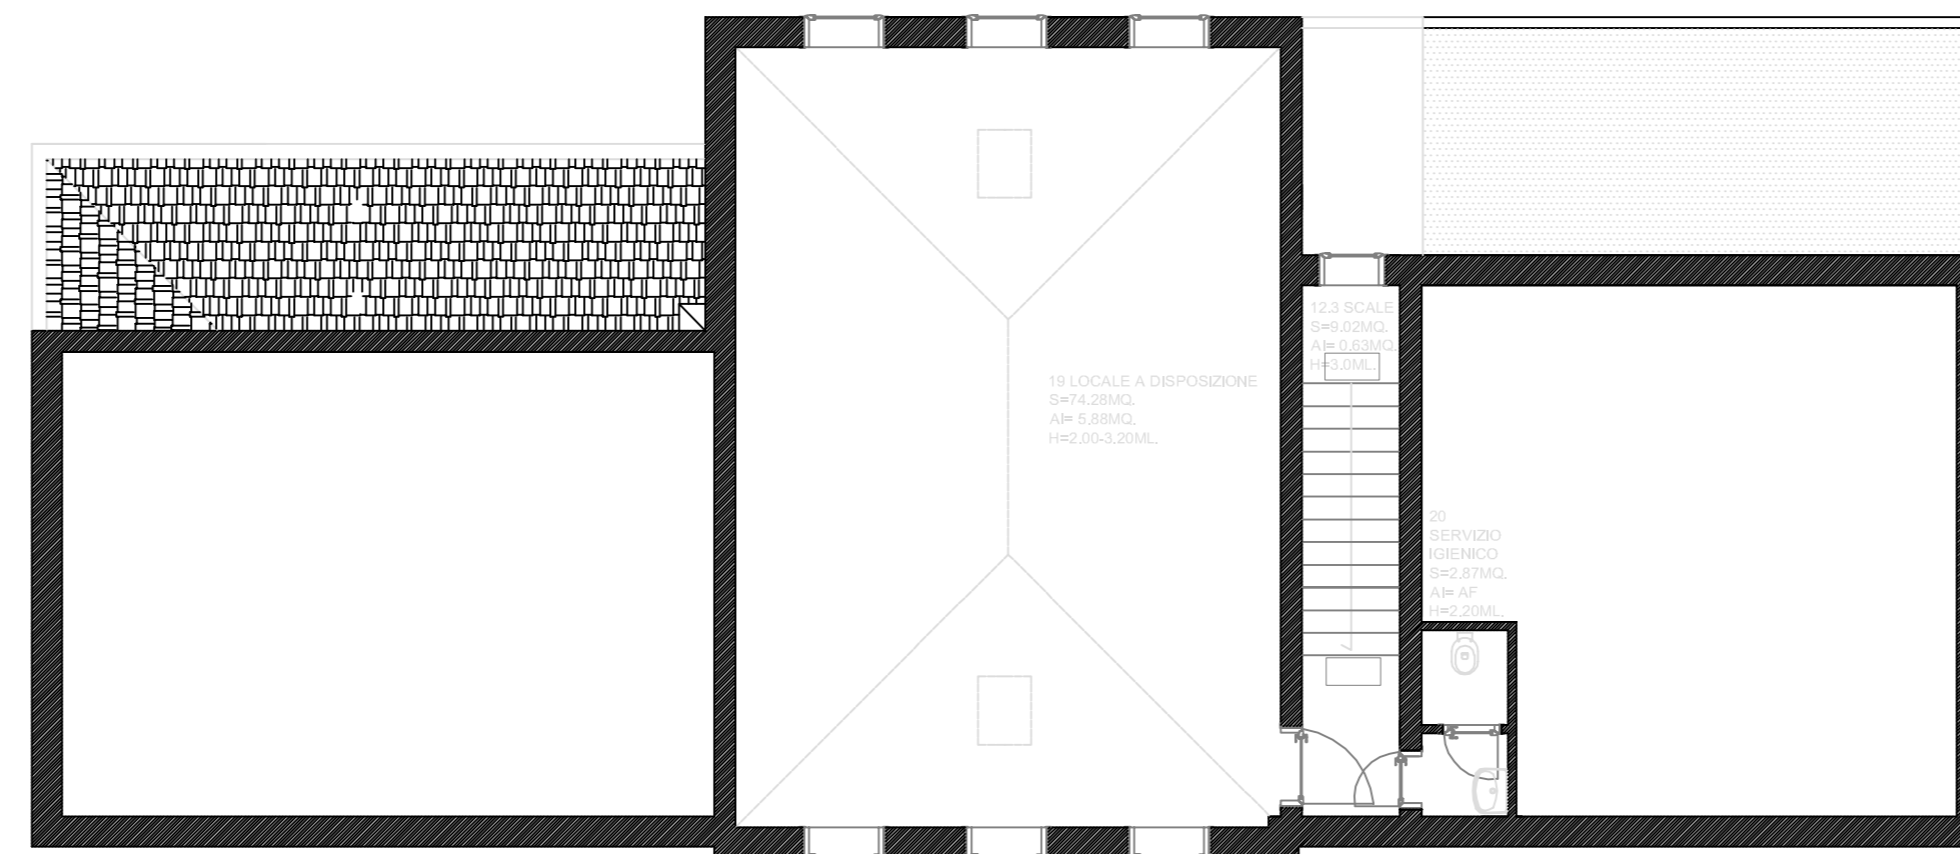 12.3 SCALE
S=9.02MQ.
AI= 0.63MQ.
H=3.0ML.
19 LOCALE A DISPOSIZIONE
S=74.28MQ.
AI= 5.88MQ.
H=2.00-3.20ML.
20
SERVIZIO
IGIENICO
S=2.87MQ.
AI= AF
H=2.20ML.